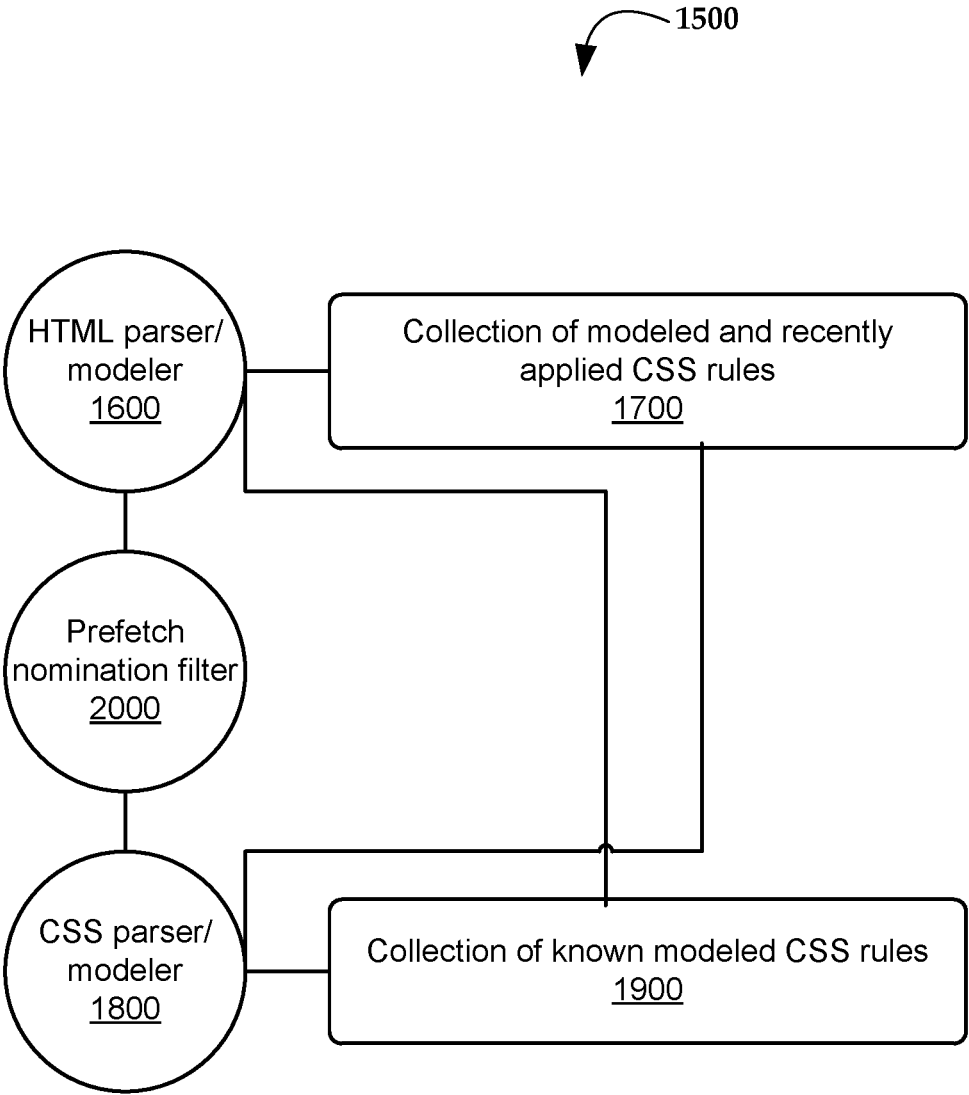 1500
HTML parser/
modeler
1600
Collection of modeled and recently
applied CSS rules
1700
Prefetch
nomination filter
2000
CSS parser/
modeler
1800
Collection of known modeled CSS rules
1900